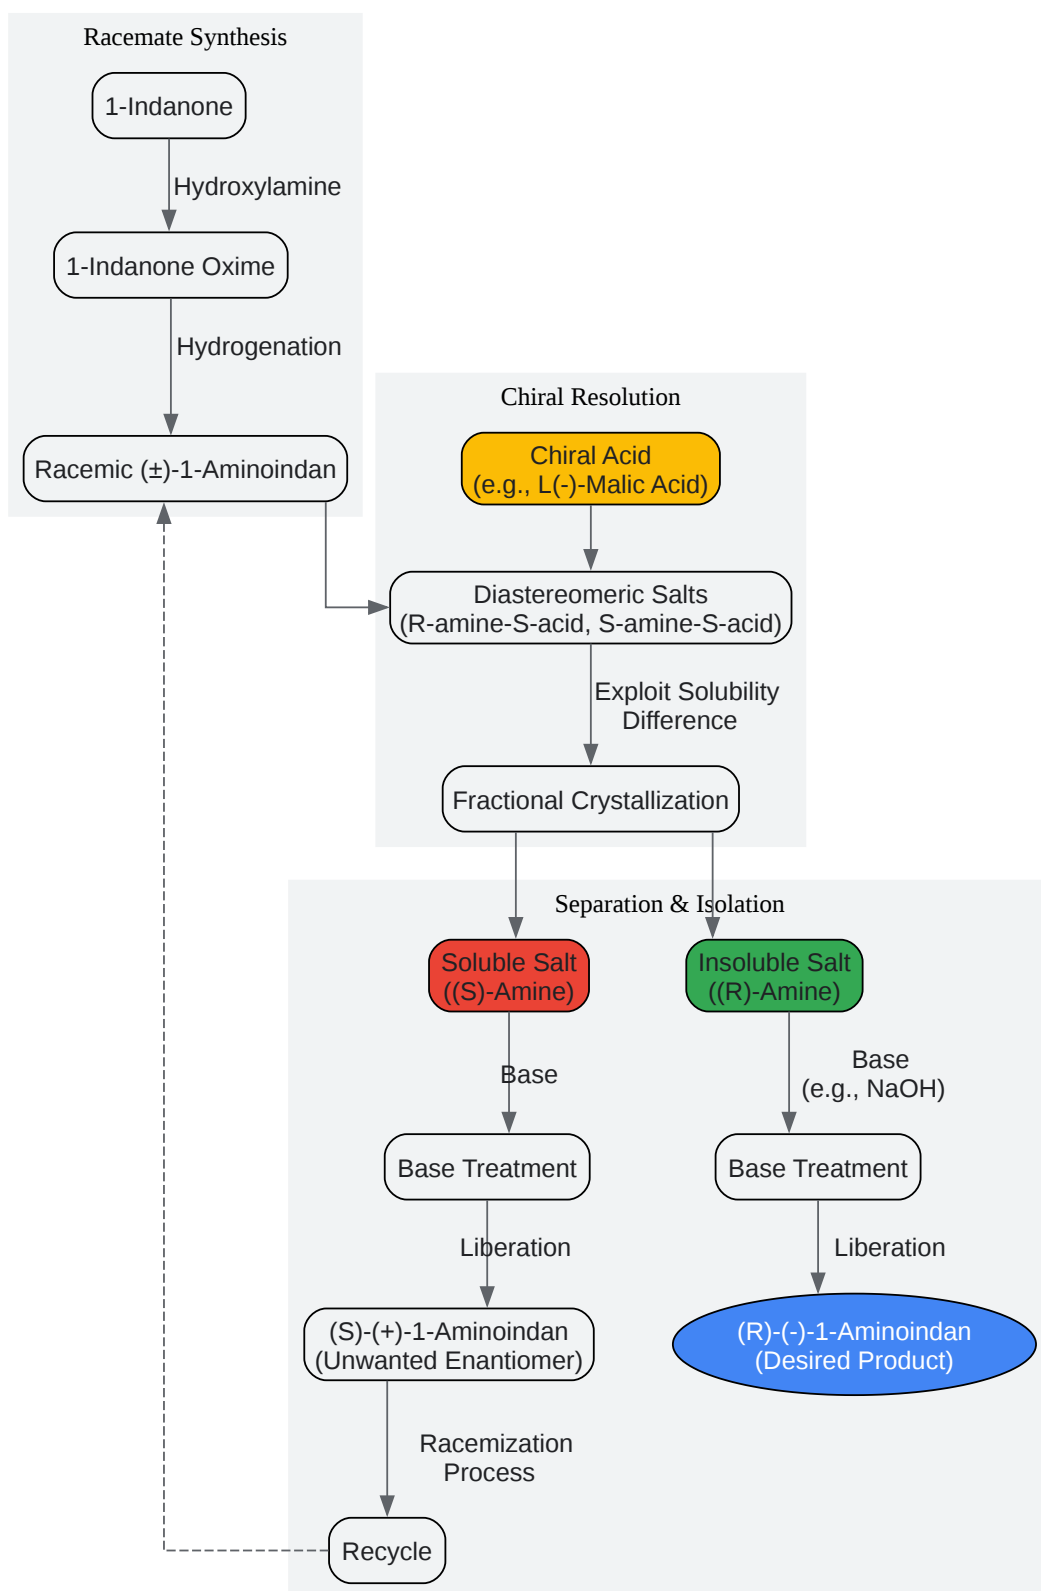 Racemate Synthesis
1-Indanone
Hydroxylamine
1-Indanone Oxime
Hydrogenation
Racemic (±)-1-Aminoindan
Chiral Resolution
Chiral Acid
(e.g., L(-)-Malic Acid)
Diastereomeric Salts
(R-amine-S-acid, S-amine-S-acid)
Exploit Solubility
Difference
Fractional Crystallization
Separation & Isolation
Soluble Salt
((S)-Amine)
Insoluble Salt
((R)-Amine)
Base
Base
(e.g., NaOH)
Base Treatment
Base Treatment
Liberation
Liberation
(S)-(+)-1-Aminoindan
(Unwanted Enantiomer)
(R)-(-)-1-Aminoindan
(Desired Product)
Racemization
Process
Recycle